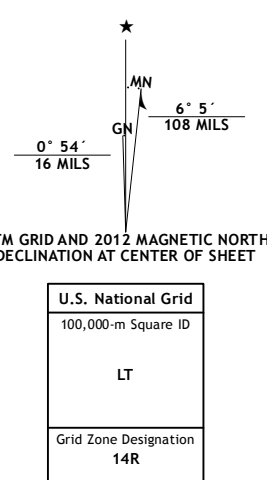 ★
MN
GN
6° 5´
108 MILS
0° 54´
16 MILS
TM GRID AND 2012 MAGNETIC NORTH
DECLINATION AT CENTER OF SHEET
U.S. National Grid
100,000-m Square ID
LT
Grid Zone Designation
14R